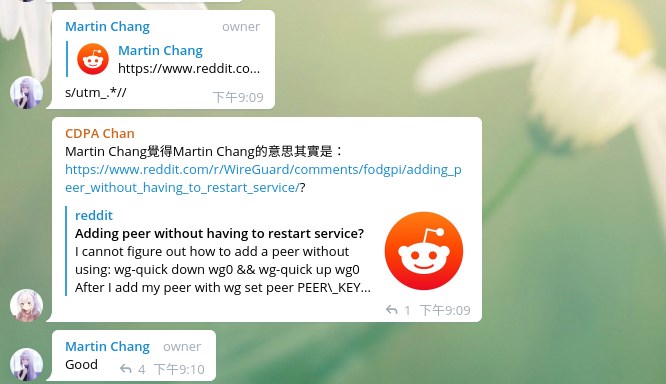 Martin Chang owner
Martin Chang
https://www.reddit.co...
s/utm_.*// 下午9:09
CDPA Chan
Martin Chang覺得Martin Chang的意思其實是：
https://www.reddit.com/r/WireGuard/comments/fodgpi/adding_p
eer_without_having_to_restart_service/?
reddit
Adding peer without having to restart service?
I cannot figure out how to add a peer without
using: wg-quick down wg0 && wg-quick up wg0
After I add my peer with wg set peer PEER\_KEY...
1 下午9:09
Martin Chang owner
Good 4 下午9:10